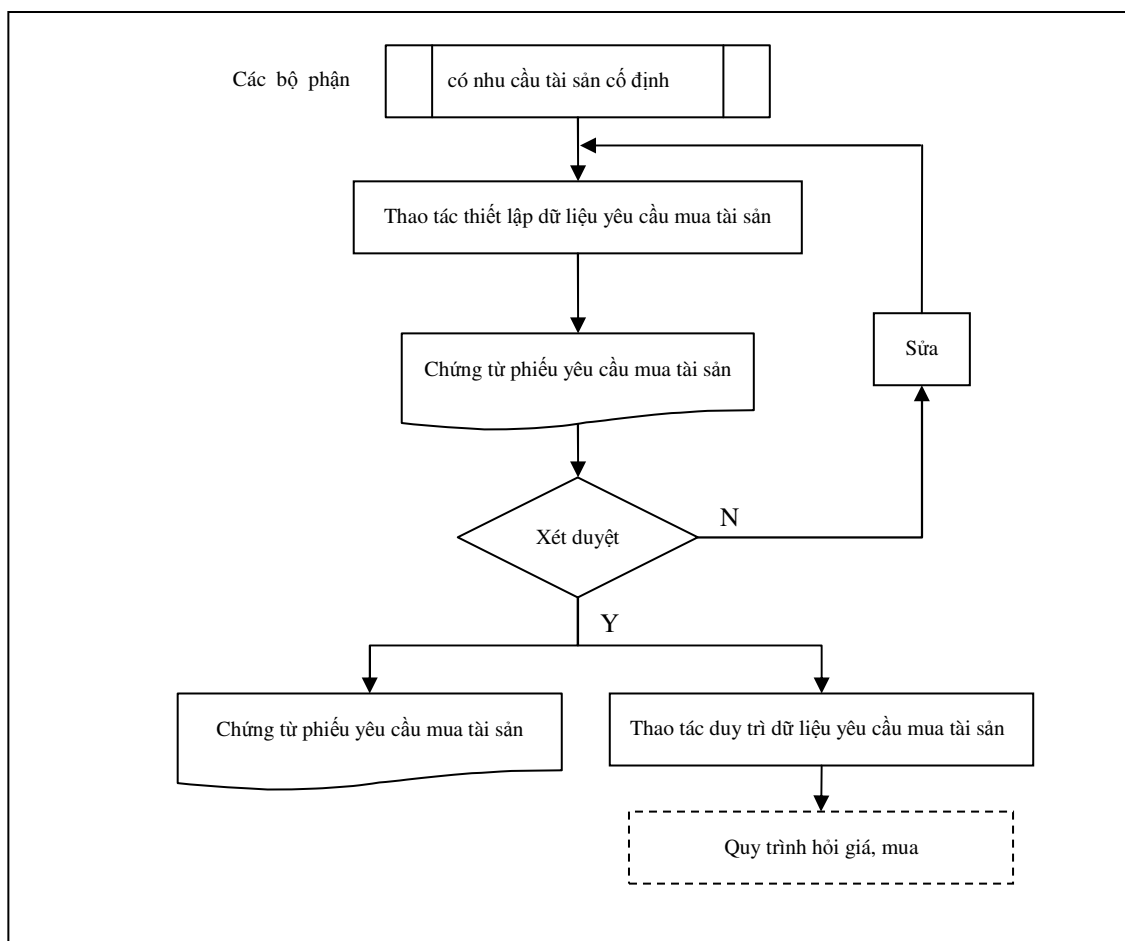 Các bộ phận
có nhu cầu tài sản cố định
Thao tác thiết lập dữ liệu yêu cầu mua tài sản
Sửa
Chứng từ phiếu yêu cầu mua tài sản
Xét duyệt
N
Y
Chứng từ phiếu yêu cầu mua tài sản
Thao tác duy trì dữ liệu yêu cầu mua tài sản
Quy trình hỏi giá, mua